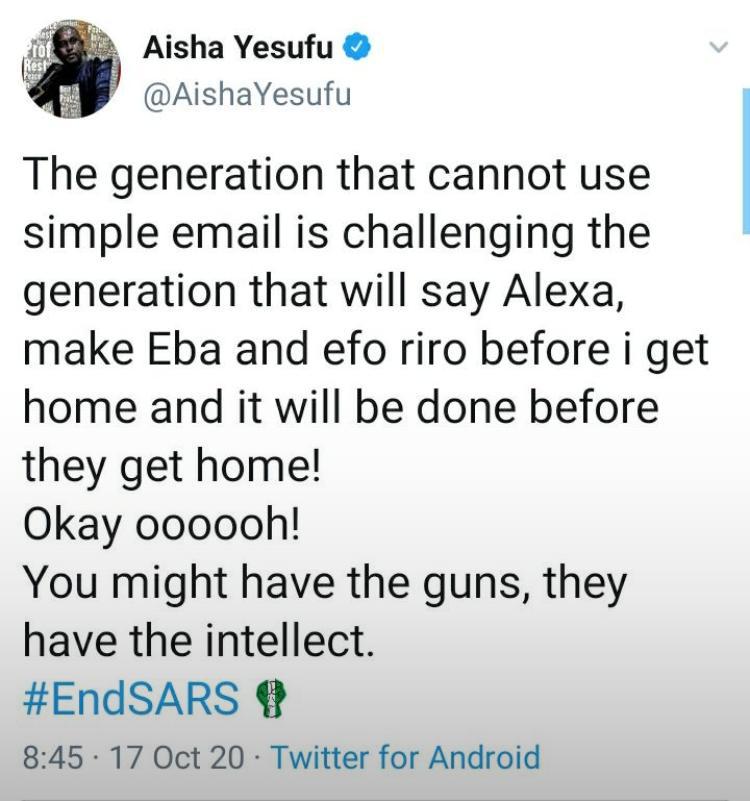 Aisha Yesufu
@AishaYesufu
The generation that cannot use
simple email is challenging the
generation that will say Alexa,
make Eba and efo riro before i get
home and it will be done before
they get home!
Okay oooooh!
You might have the guns, they
have the intellect.
#EndSARS
8:45 · 17 Oct 20 · Twitter for Android